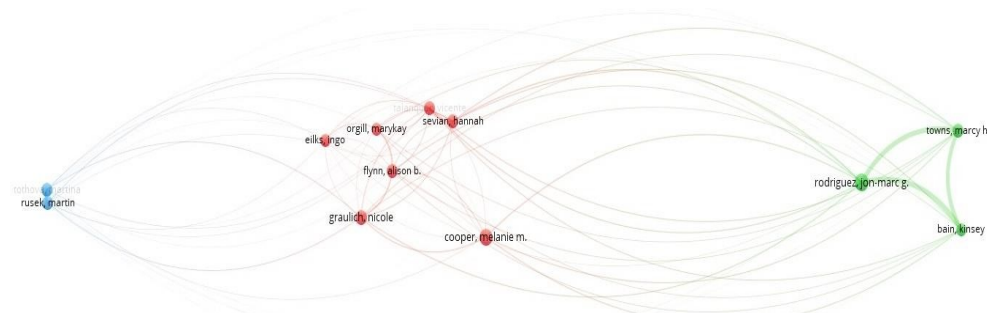 towns, marcy h
sevian, hannah
orgill, marykay
eilks, ingo
flynn, alison b.
rodriguez, jon-marc g.
rusek, martin
graulich, nicole
bain, kinsey
cooper, melanie m.